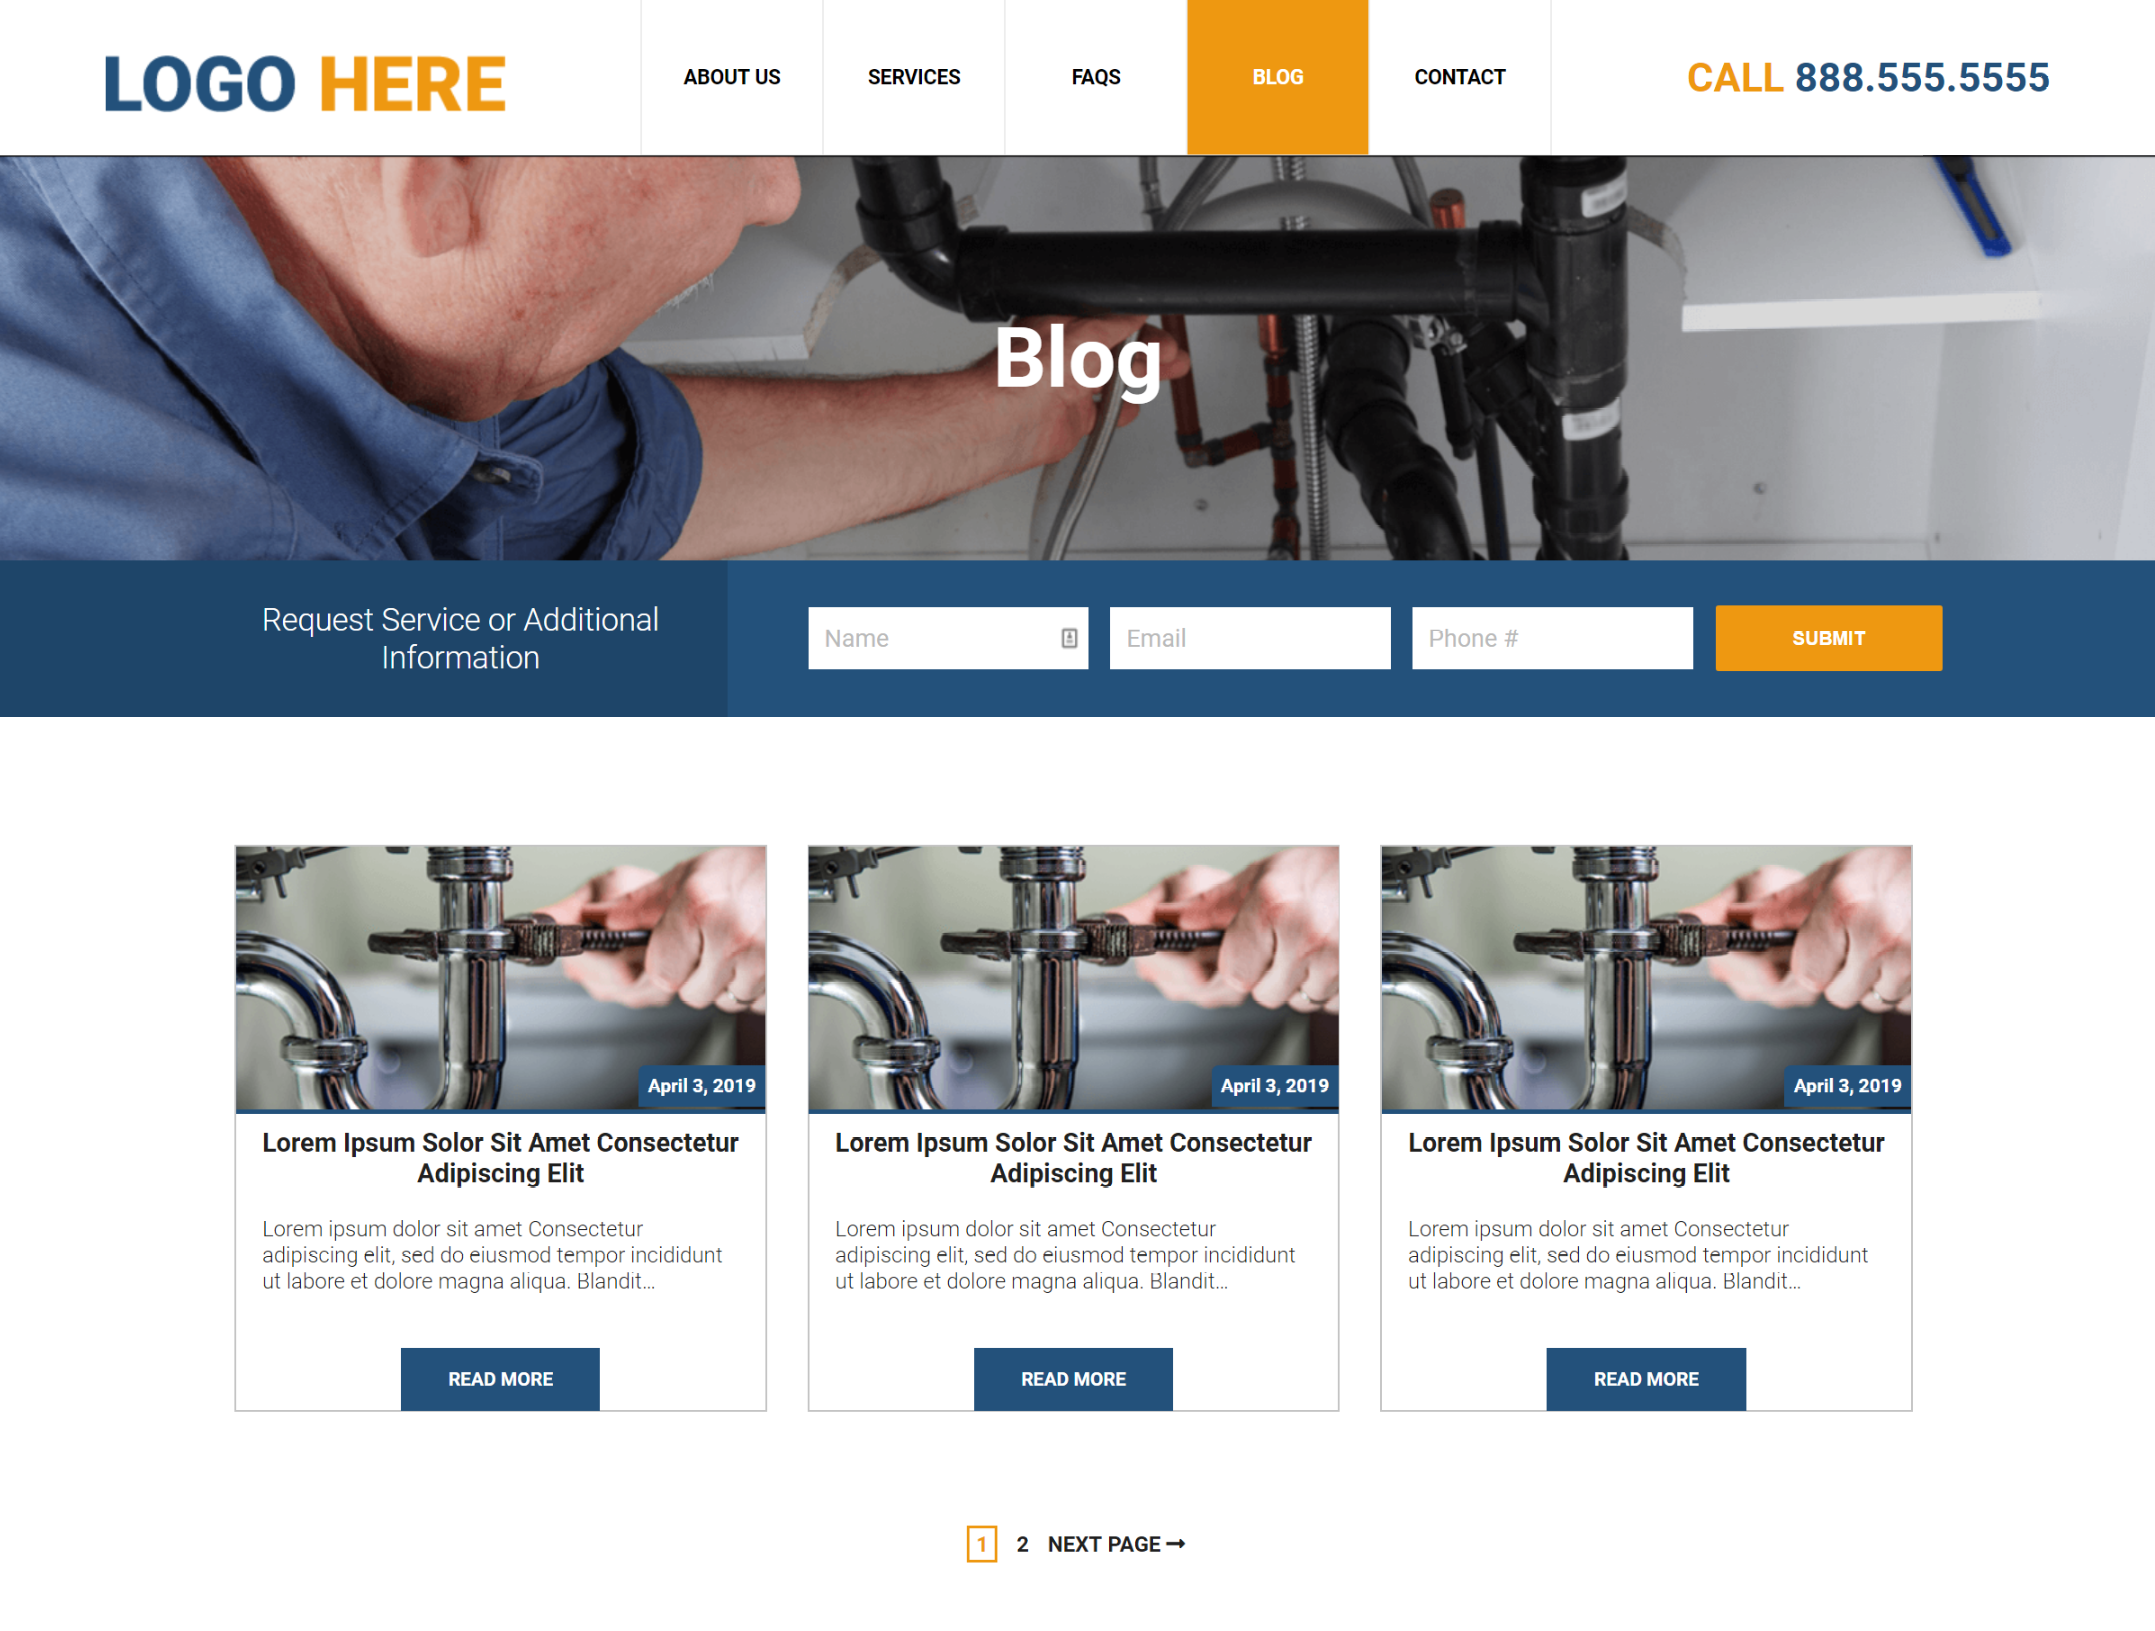 LOGO HERE
ABOUT US
SERVICES
FAQS
BLOG
CONTACT
CALL 888.555.5555
Blog
Request Service or Additional
Information
Name
Email
Phone #
SUBMIT
April 3, 2019
Lorem Ipsum Solor Sit Amet Consectetur
Adipiscing Elit
Lorem ipsum dolor sit amet Consectetur
adipiscing elit, sed do eiusmod tempor incididunt
ut labore et dolore magna aliqua. Blandit...
READ MORE
April 3, 2019
Lorem Ipsum Solor Sit Amet Consectetur
Adipiscing Elit
Lorem ipsum dolor sit amet Consectetur
adipiscing elit, sed do eiusmod tempor incididunt
ut labore et dolore magna aliqua. Blandit...
READ MORE
April 3, 2019
Lorem Ipsum Solor Sit Amet Consectetur
Adipiscing Elit
Lorem ipsum dolor sit amet Consectetur
adipiscing elit, sed do eiusmod tempor incididunt
ut labore et dolore magna aliqua. Blandit...
READ MORE
1 2 NEXT PAGE →